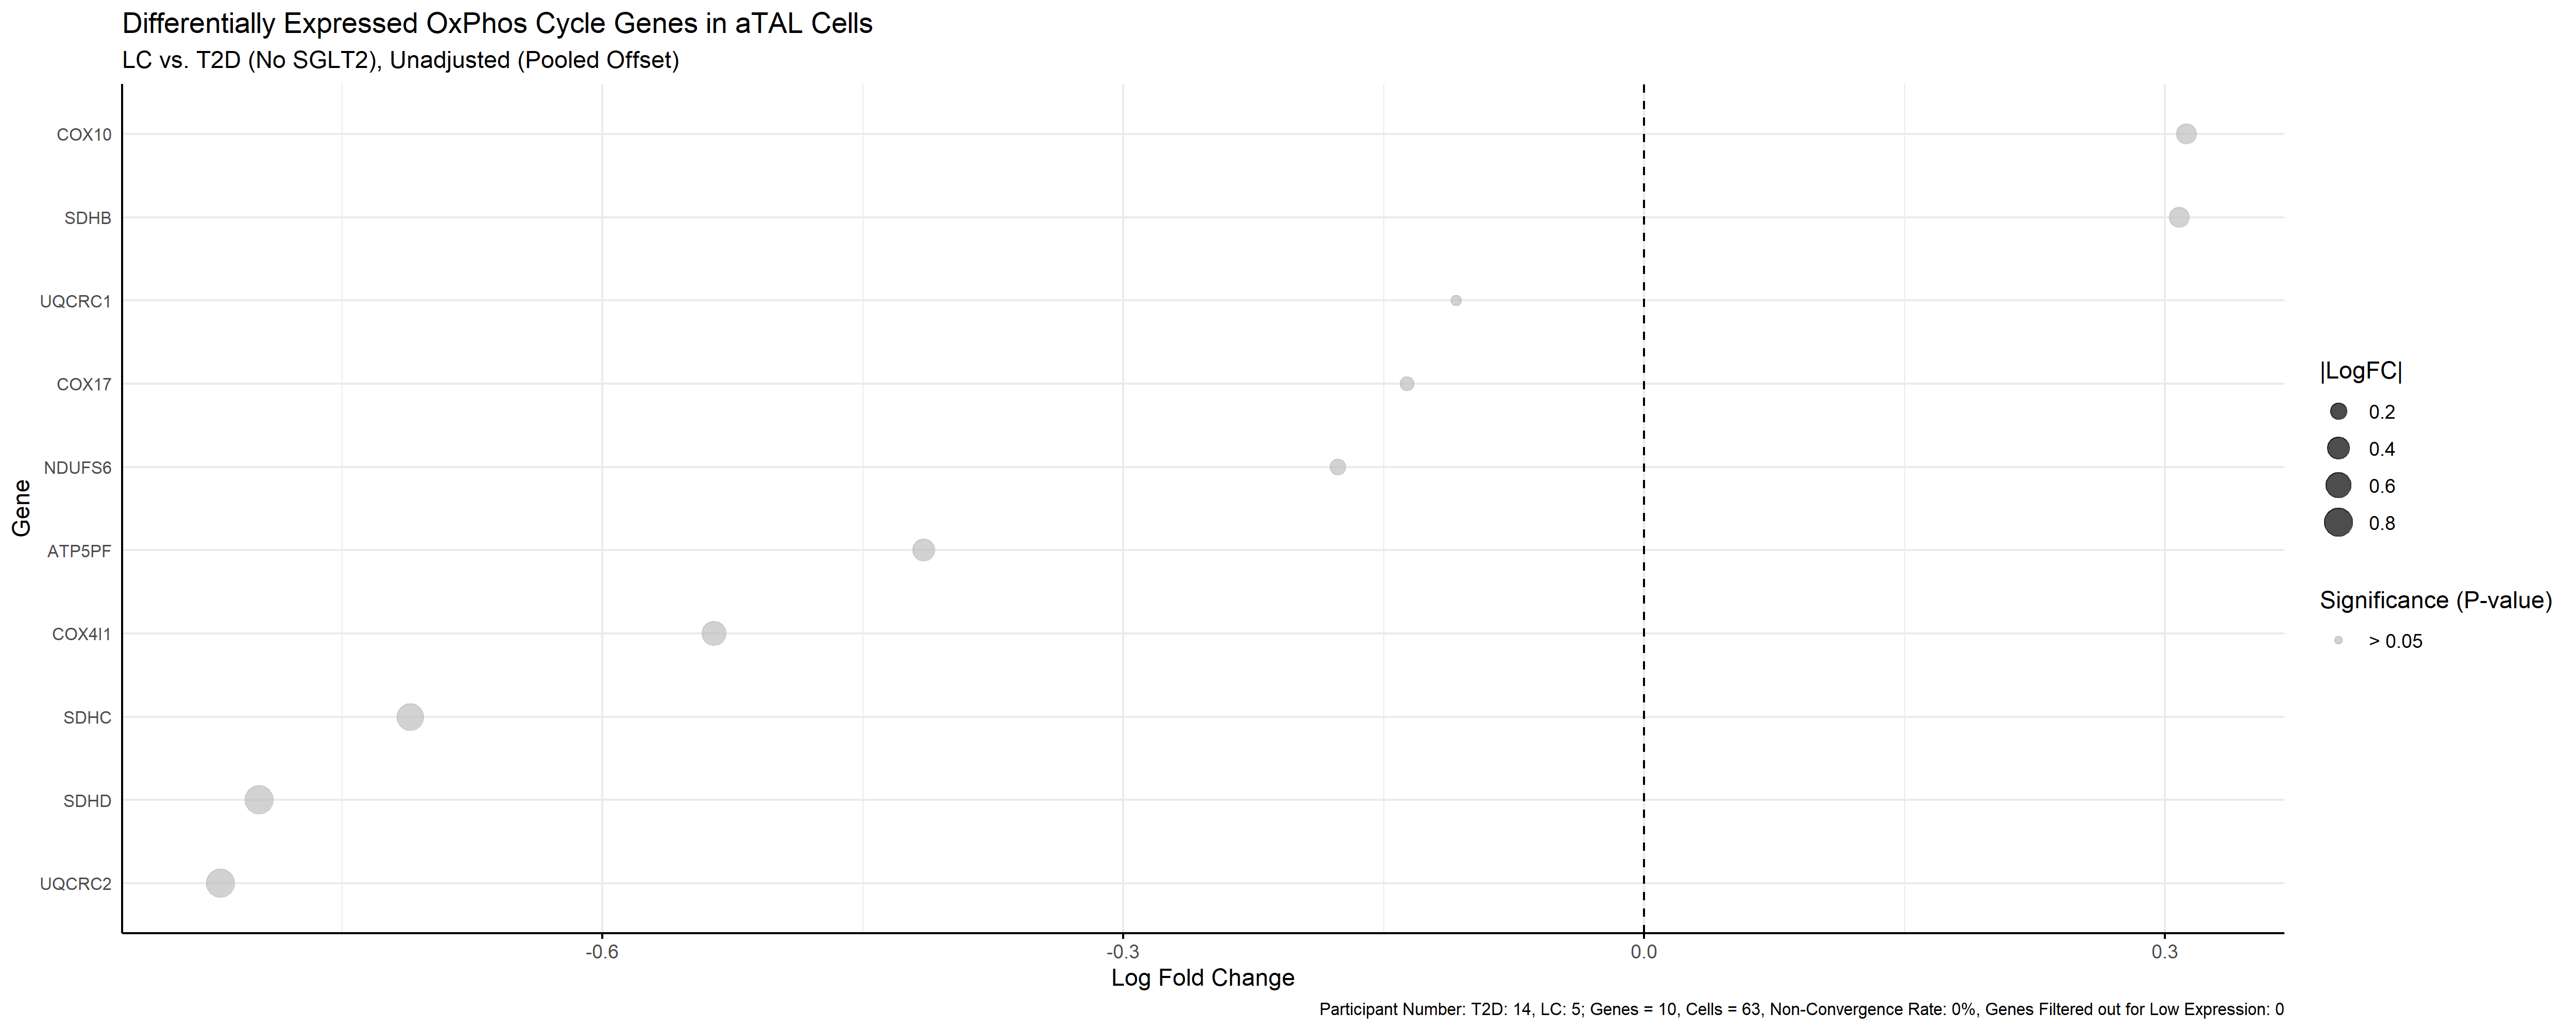 Differentially Expressed OxPhos Cycle Genes in aTAL Cells
LC vs. T2D (No SGLT2), Unadjusted (Pooled Offset)
Gene
COX10
SDHB
UQCRC1
COX17
NDUFS6
ATP5PF
COX4I1
SDHC
SDHD
UQCRC2
-0.6
-0.3
0.0
0.3
Log Fold Change
|LogFC|
0.2
0.4
0.6
0.8
Significance (P-value)
> 0.05
Participant Number: T2D: 14, LC: 5; Genes = 10, Cells = 63, Non-Convergence Rate: 0%, Genes Filtered out for Low Expression: 0